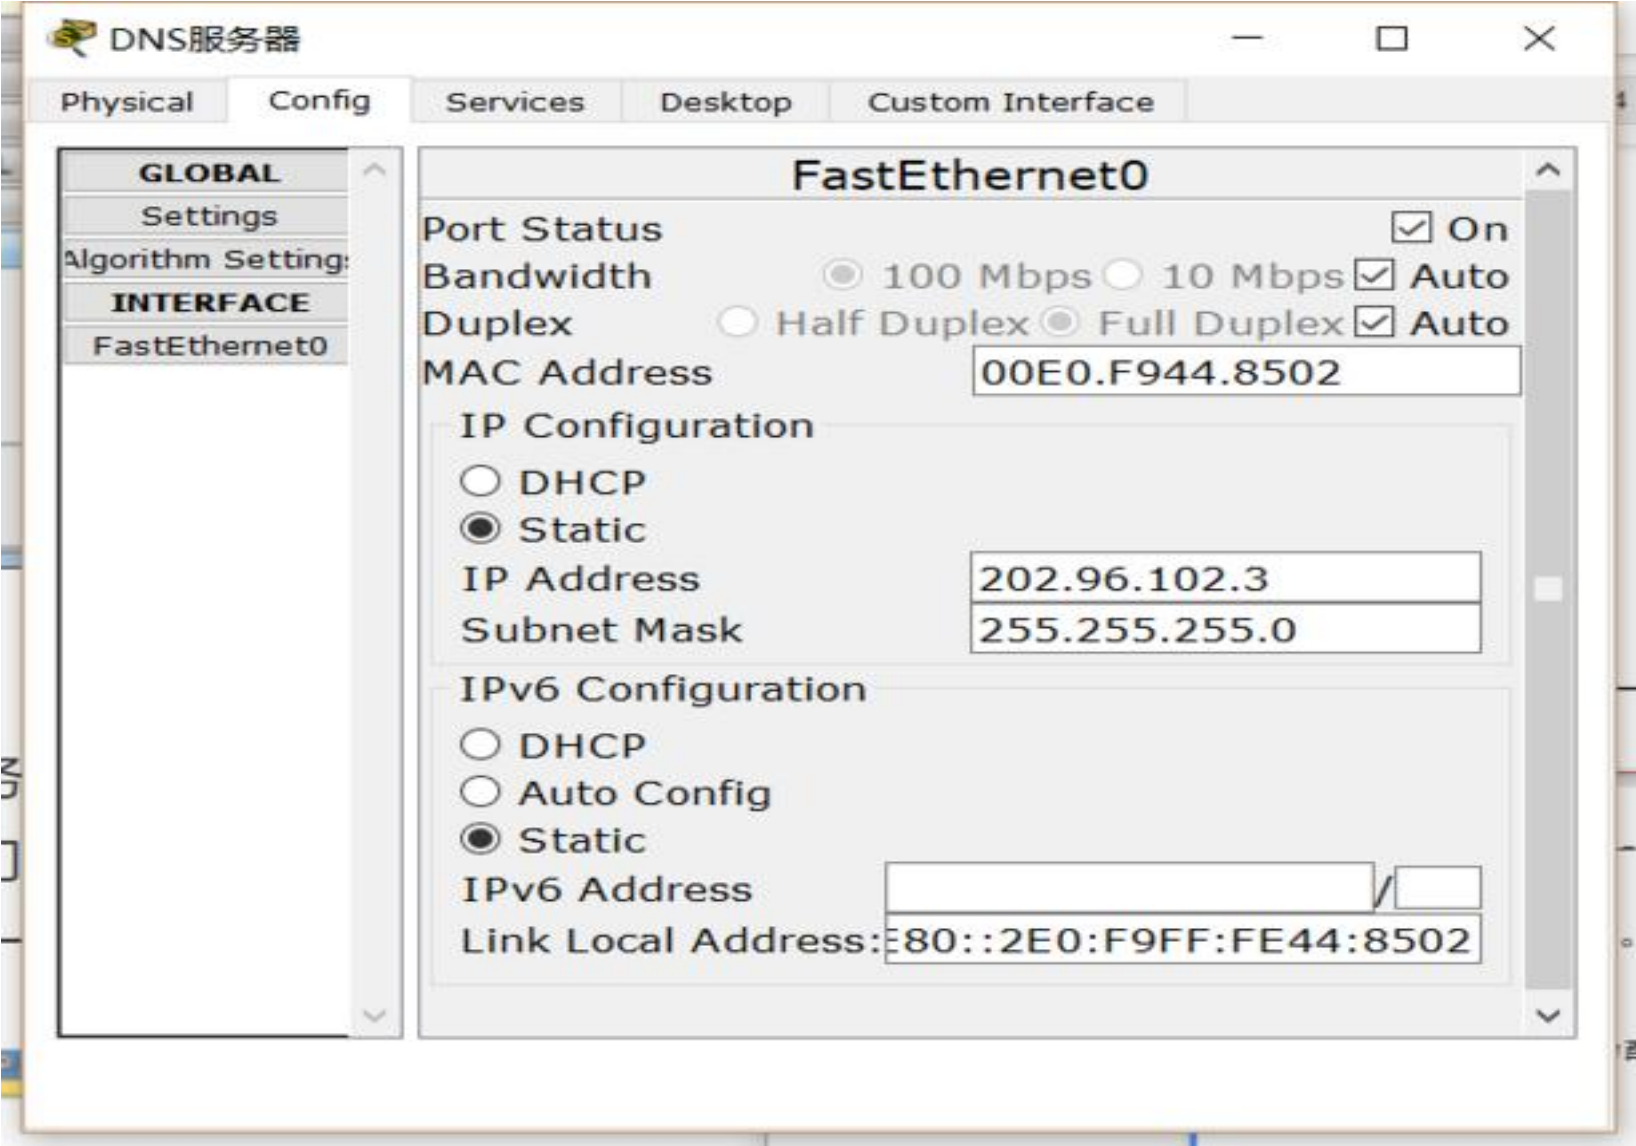 DNS服务器
Physical Config Services Desktop Custom Interface
GLOBAL
Settings
Algorithm Setting
INTERFACE
FastEthernet0
FastEthernet0
Port Status On
Bandwidth 100 Mbps 10 Mbps Auto
Duplex Half Duplex Full Duplex Auto
MAC Address 00E0.F944.8502
IP Configuration
DHCP
Static
IP Address 202.96.102.3
Subnet Mask 255.255.255.0
IPv6 Configuration
DHCP
Auto Config
Static
IPv6 Address /
Link Local Address: E80::2E0:F9FF:FE44:8502